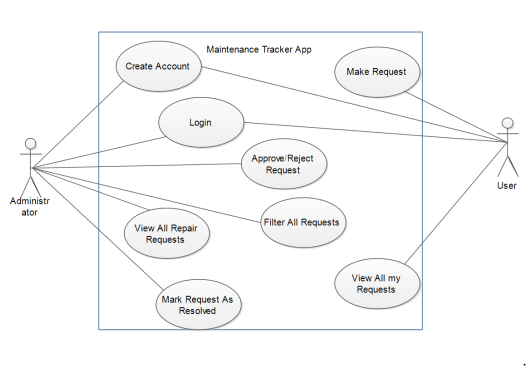 Maintenance Tracker App
Create Account
Make Request
Login
Approve/Reject
Request
Administr
ator
User
Filter All Requests
View All Repair
Requests
View All my
Requests
Mark Request As
Resolved
.